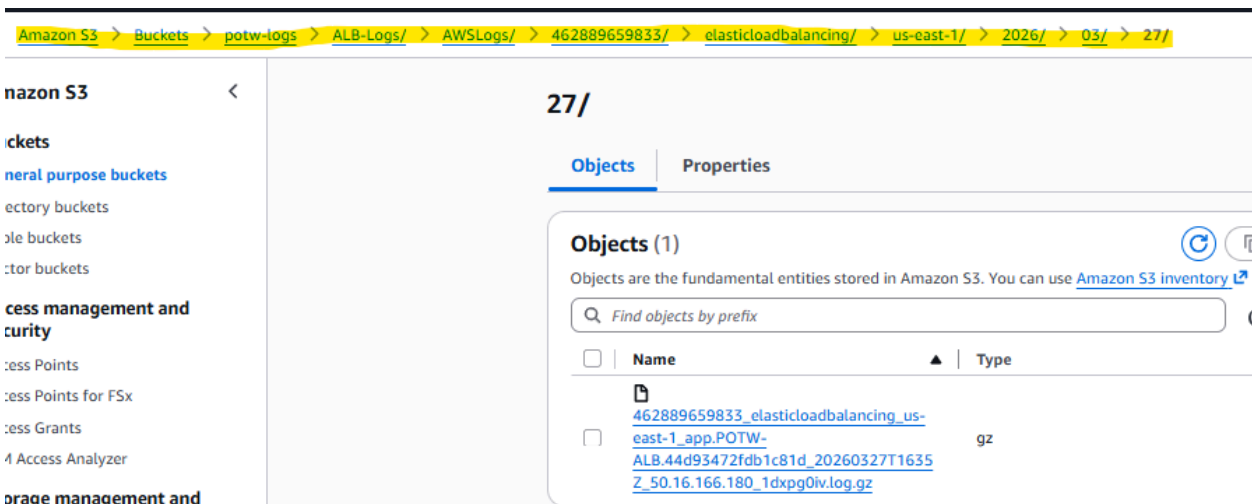 Amazon S3 > Buckets > potw-logs > ALB-Logs/ > AWSLogs/ > 462889659833/ > elasticloadbalancing/ > us-east-1/ > 2026/ > 03/ > 27/
mazon S3
27/
ickets
neral purpose buckets
ectory buckets
ble buckets
ctor buckets
cess management and
curity
cess Points
cess Points for FSx
cess Grants
M Access Analyzer
orage management and
Objects
Properties
Objects (1)
Objects are the fundamental entities stored in Amazon S3. You can use Amazon S3 inventory
Find objects by prefix
Name
Type
462889659833_elasticloadbalancing_us-
east-1_app.POTW-
ALB.44d93472fdb1c81d_20260327T1635
Z_50.16.166.180_1dxpg0iv.log.gz
gz